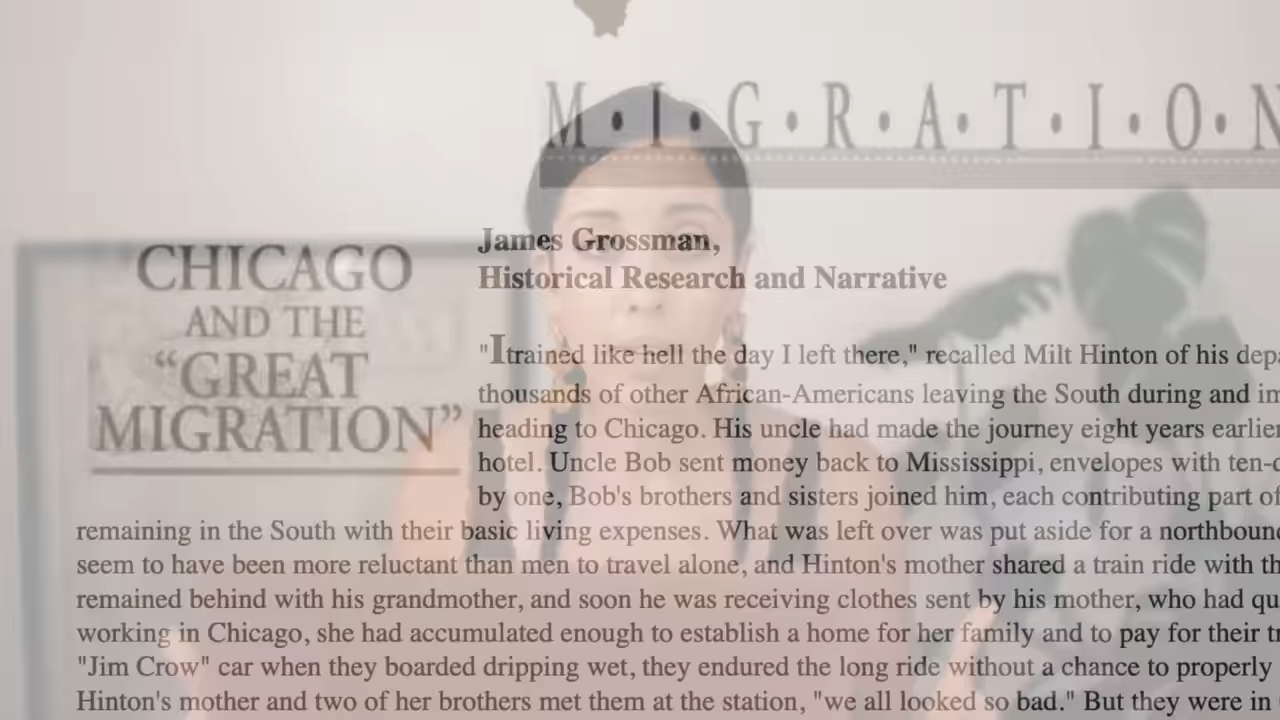 M·I·G·R·A·T·I·O·N
CHICAGO
AND THE
“GREAT
MIGRATION”
James Grossman,
Historical Research and Narrative
"Itrained like hell the day I left there," recalled Milt Hinton of his
thousands of other African-Americans leaving the South during and
heading to Chicago. His uncle had made the journey eight years earlier
hotel. Uncle Bob sent money back to Mississippi, envelopes with
by one, Bob's brothers and sisters joined him, each contributing part of
remaining in the South with their basic living expenses. What was left over was put aside for a northbound
seem to have been more reluctant than men to travel alone, and Hinton's mother shared a train ride with
remained behind with his grandmother, and soon he was receiving clothes sent by his mother, who had
working in Chicago, she had accumulated enough to establish a home for her family and to pay for their
"Jim Crow" car when they boarded dripping wet, they endured the long ride without a chance to properly
Hinton's mother and two of her brothers met them at the station, "we all looked so bad." But they were in